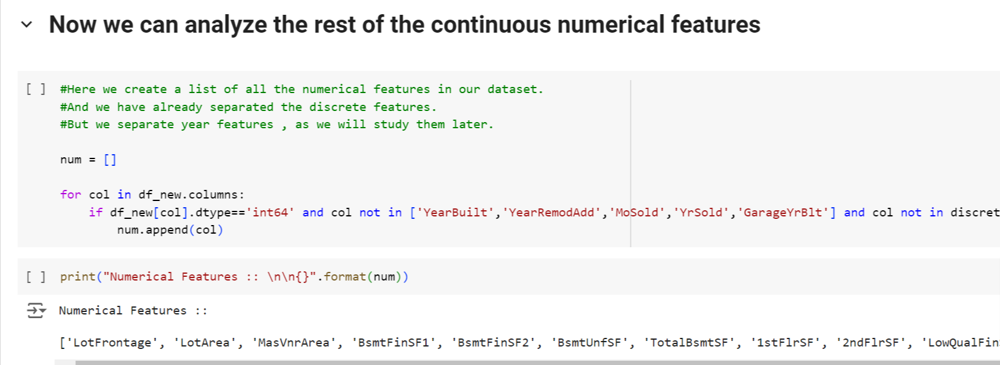 Now we can analyze the rest of the continuous numerical features
[ ] #Here we create a list of all the numerical features in our dataset.
#And we have already separated the discrete features.
#But we separate year features , as we will study them later.
num = []
for col in df_new.columns:
if df_new[col].dtype=='int64' and col not in ['YearBuilt','YearRemodAdd','MoSold','YrSold','GarageYrBlt'] and col not in discret
num.append(col)
[ ] print("Numerical Features :: \n\n{}".format(num))
Numerical Features ::
['LotFrontage', 'LotArea', 'MasVnrArea', 'BsmtFinSF1', 'BsmtFinSF2', 'BsmtUnfSF', 'TotalBsmtSF', '1stFlrSF', '2ndFlrSF', 'LowQualFin